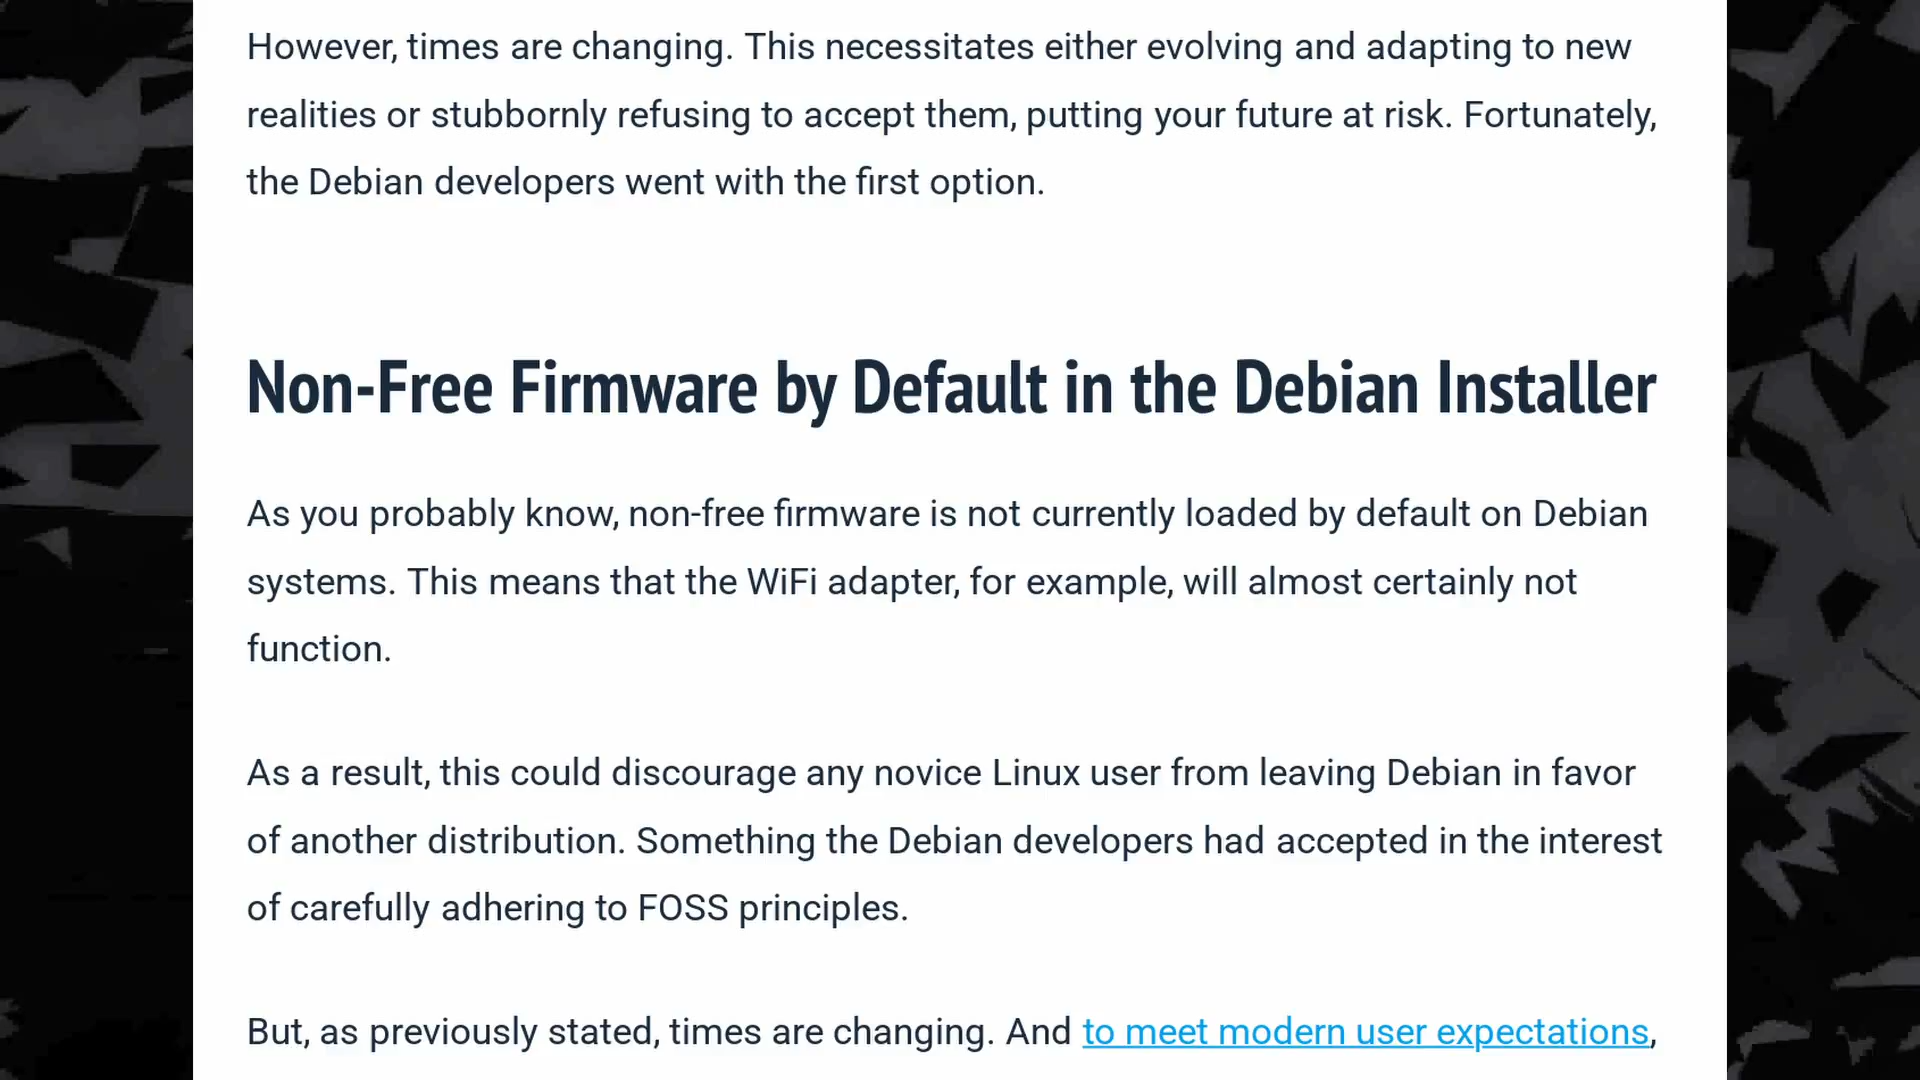 However, times are changing. This necessitates either evolving and adapting to new
realities or stubbornly refusing to accept them, putting your future at risk. Fortunately,
the Debian developers went with the first option.
Non-Free Firmware by Default in the Debian Installer
As you probably know, non-free firmware is not currently loaded by default on Debian
systems. This means that the WiFi adapter, for example, will almost certainly not
function.
As a result, this could discourage any novice Linux user from leaving Debian in favor
of another distribution. Something the Debian developers had accepted in the interest
of carefully adhering to FOSS principles.
But, as previously stated, times are changing. And to meet modern user expectations,